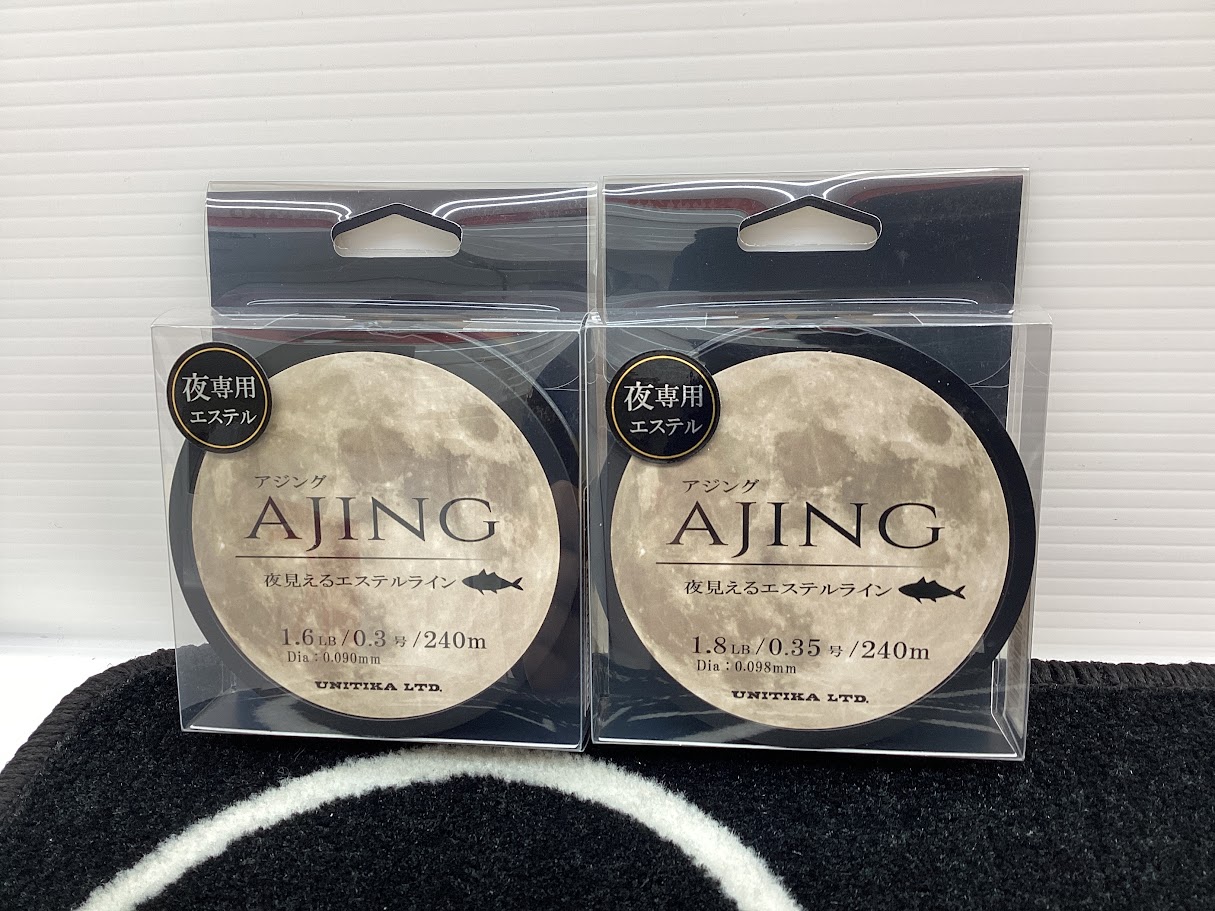 夜専用
エステル
アジング
AJING
夜見えるエステルライン
1.6LB/0.3号/240m
Dia:0.090mm
UNITIKA LTD.
夜専用
エステル
アジング
AJING
夜見えるエステルライン
1.8LB/0.35号/240m
Dia:0.098mm
UNITIKA LTD.